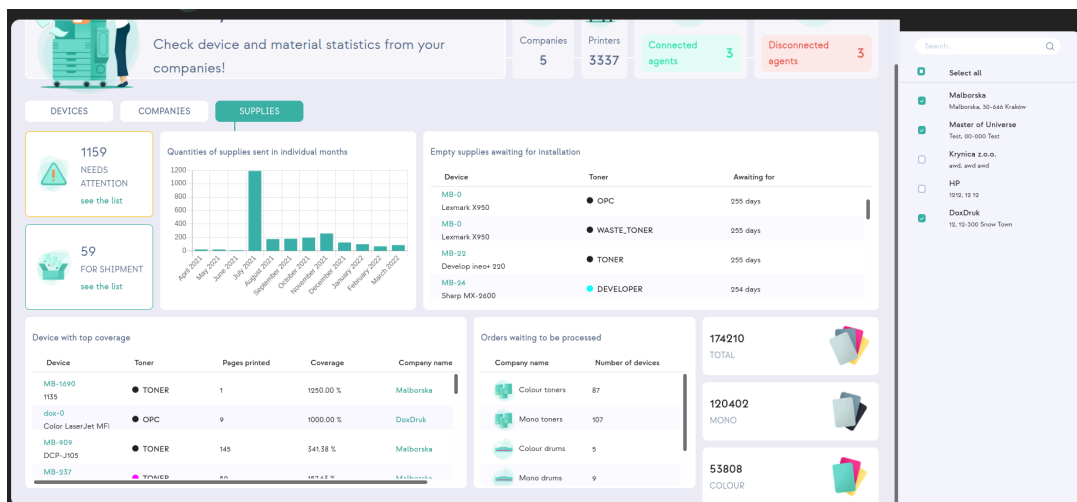 Check device and material statistics from your
companies!
Companies
5
Printers
3337
Connected
agents
3
Disconnected
agents
3
DEVICES
COMPANIES
SUPPLIES
1159
NEEDS
ATTENTION
see the list
59
FOR SHIPMENT
see the list
Quantities of supplies sent in individual months
1200
1000
800
600
400
200
0
April 2021
May 2021
June 2021
July 2021
August 2021
September 2021
October 2021
November 2021
December 2021
January 2022
February 2022
March 2022
Empty supplies awaiting for installation
Device Toner Awaiting for
MB-0
Lexmark X950
OPC
255 days
MB-0
Lexmark X950
WASTE_TONER
255 days
MB-22
Develop ineo+ 220
TONER
255 days
MB-24
Sharp MX-2600
DEVELOPER
254 days
Device with top coverage
Device Toner Pages printed Coverage Company name
MB-1690
1135
TONER
1
1250.00 %
Malborska
dox-0
Color LaserJet MFI
OPC
9
1000.00 %
DoxDruk
MB-909
DCP-J105
TONER
145
341.38 %
Malborska
MB-237
TONER
Malborska
Orders waiting to be processed
Company name Number of devices
Colour toners 87
Mono toners 107
Colour drums 5
Mono drums 9
174210
TOTAL
120402
MONO
53808
COLOUR
Search...
Select all
Malborska
Malborska, 30-646 Kraków
Master of Universe
Test, 00-000 Test
Krynica z.o.o.
awd, awd awd
HP
1212, 12 12
DoxDruk
12, 12-300 Snow Town